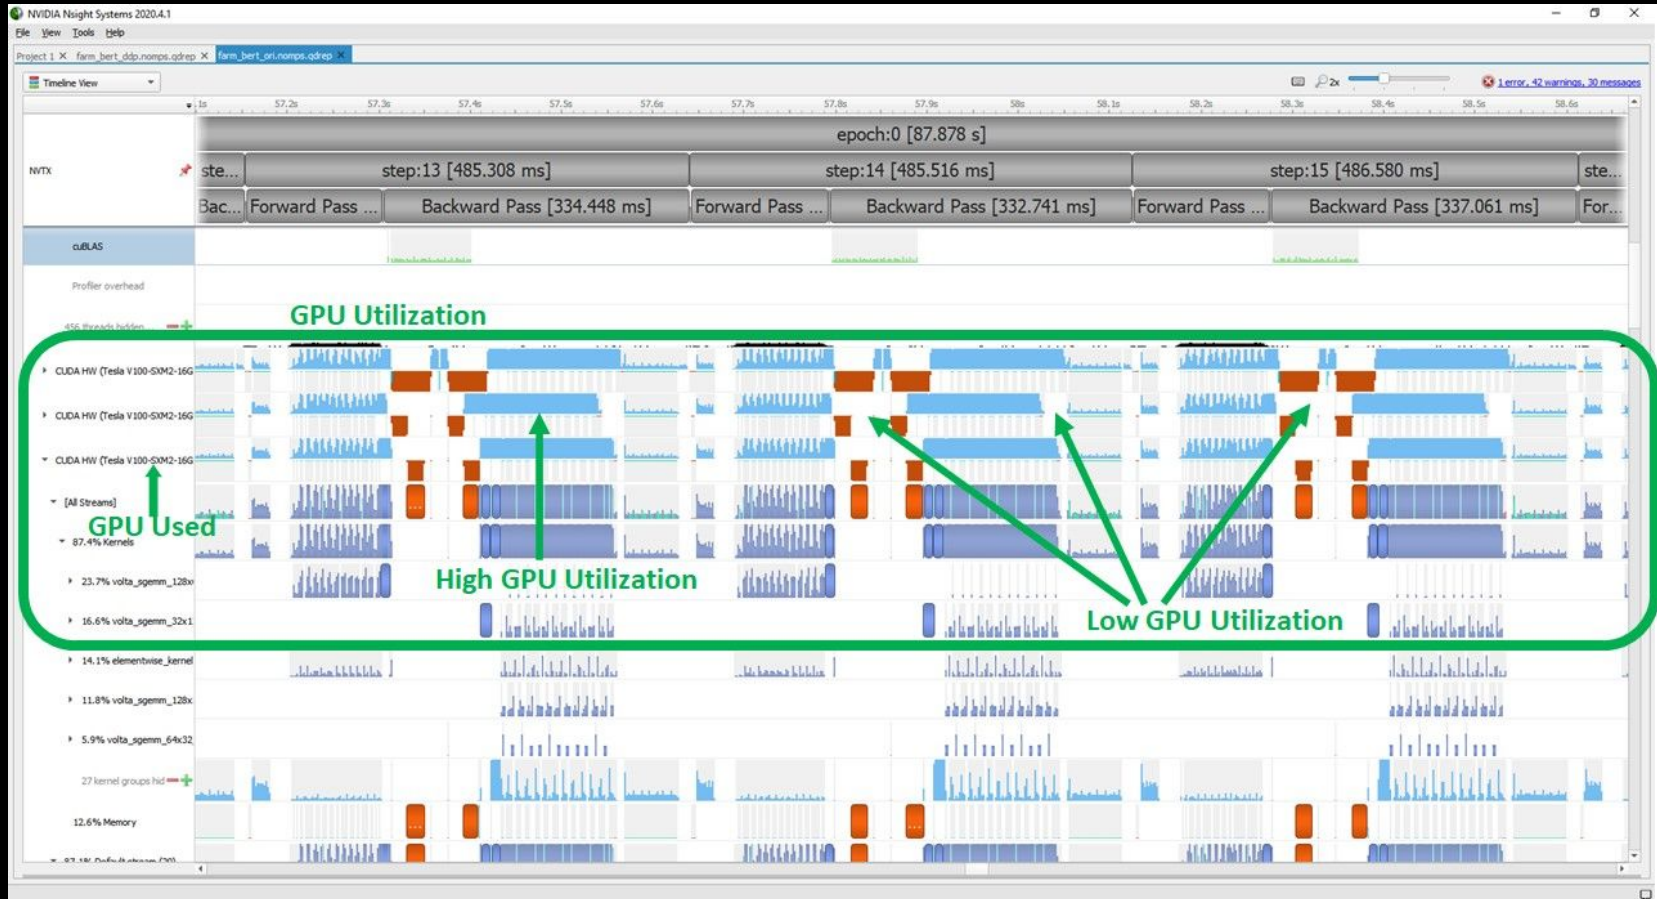 NVIDIA Nsight Systems 2020.4.1
File View Tools Help
Project 1 farm_bert_ddp.nomps.qdrep farm_bert_ori.nomps.qdrep
Timeline View 2x 1 error, 42 warnings, 30 messages
.1s 57.2s 57.3s 57.4s 57.5s 57.6s 57.7s 57.8s 57.9s 58s 58.1s 58.2s 58.3s 58.4s 58.5s 58.6s
epoch:0 [87.878 s]
NVTX ste... step:13 [485.308 ms] step:14 [485.516 ms] step:15 [486.580 ms] ste...
Bac... Forward Pass ... Backward Pass [334.448 ms] Forward Pass ... Backward Pass [332.741 ms] Forward Pass ... Backward Pass [337.061 ms] For...
cuBLAS
Profiler overhead
GPU Utilization
456 threads hidden...
CUDA HW (Tesla V100-SXM2-16G
CUDA HW (Tesla V100-SXM2-16G
CUDA HW (Tesla V100-SXM2-16G
[All Streams]
GPU Used
87.4% Kernels
High GPU Utilization
23.7% volta_sgemm_128x
Low GPU Utilization
16.6% volta_sgemm_32x1
14.1% elementwise_kernel
11.8% volta_sgemm_128x
5.9% volta_sgemm_64x32
27 kernel groups hid
12.6% Memory
87.1% Default stream (20)